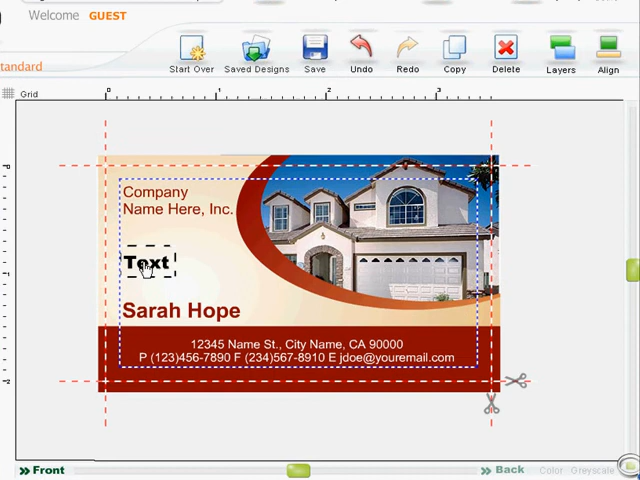 Welcome GUEST
tandard
Start Over
Saved Designs
Save
Undo
Redo
Copy
Delete
Layers
Align
Grid
0 1 2 3
Company
Name Here, Inc.
Text
Sarah Hope
12345 Name St., City Name, CA 90000
P (123)456-7890 F (234)567-8910 E jdoe@youremail.com
Front
Back
Color Greyscale